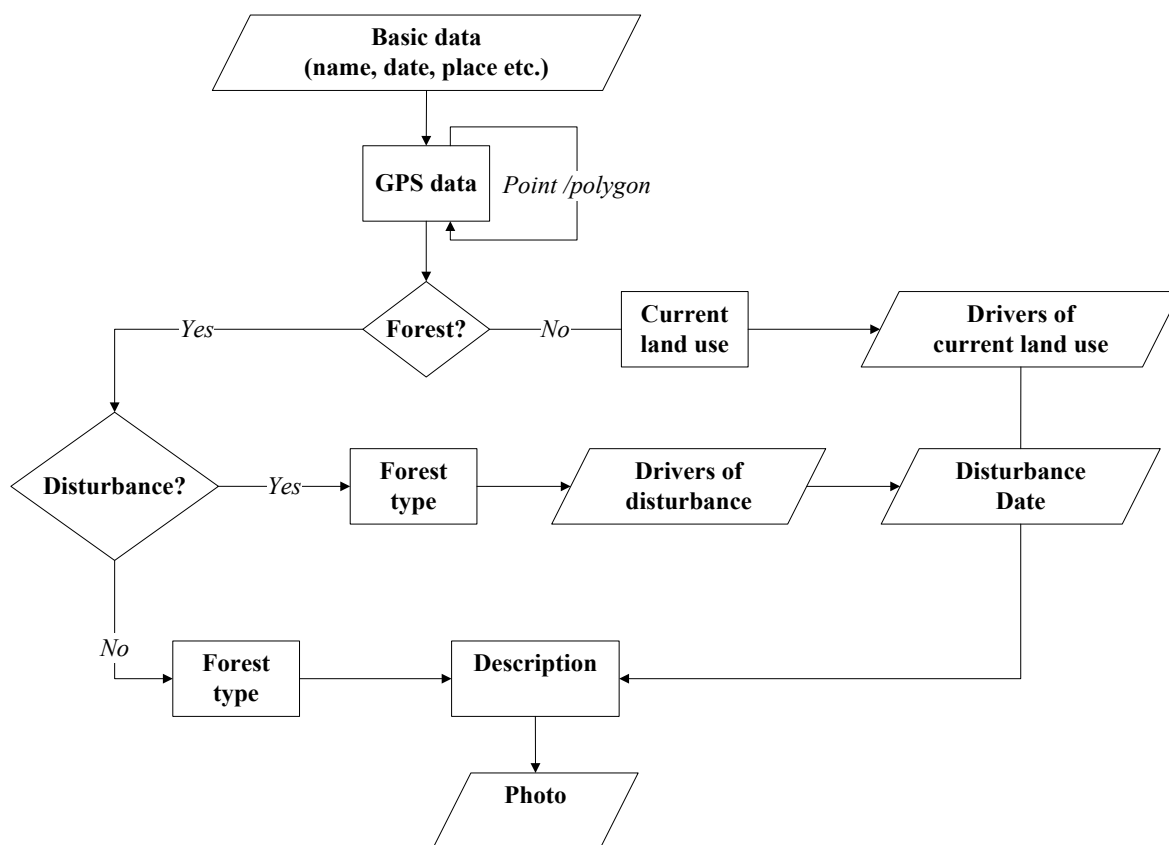 Basic data
(name, date, place etc.)
GPS data
Point /polygon
Yes
Forest?
No
Current
land use
Drivers of
current land use
Disturbance?
Yes
Forest
type
Drivers of
disturbance
Disturbance
Date
No
Forest
type
Description
Photo